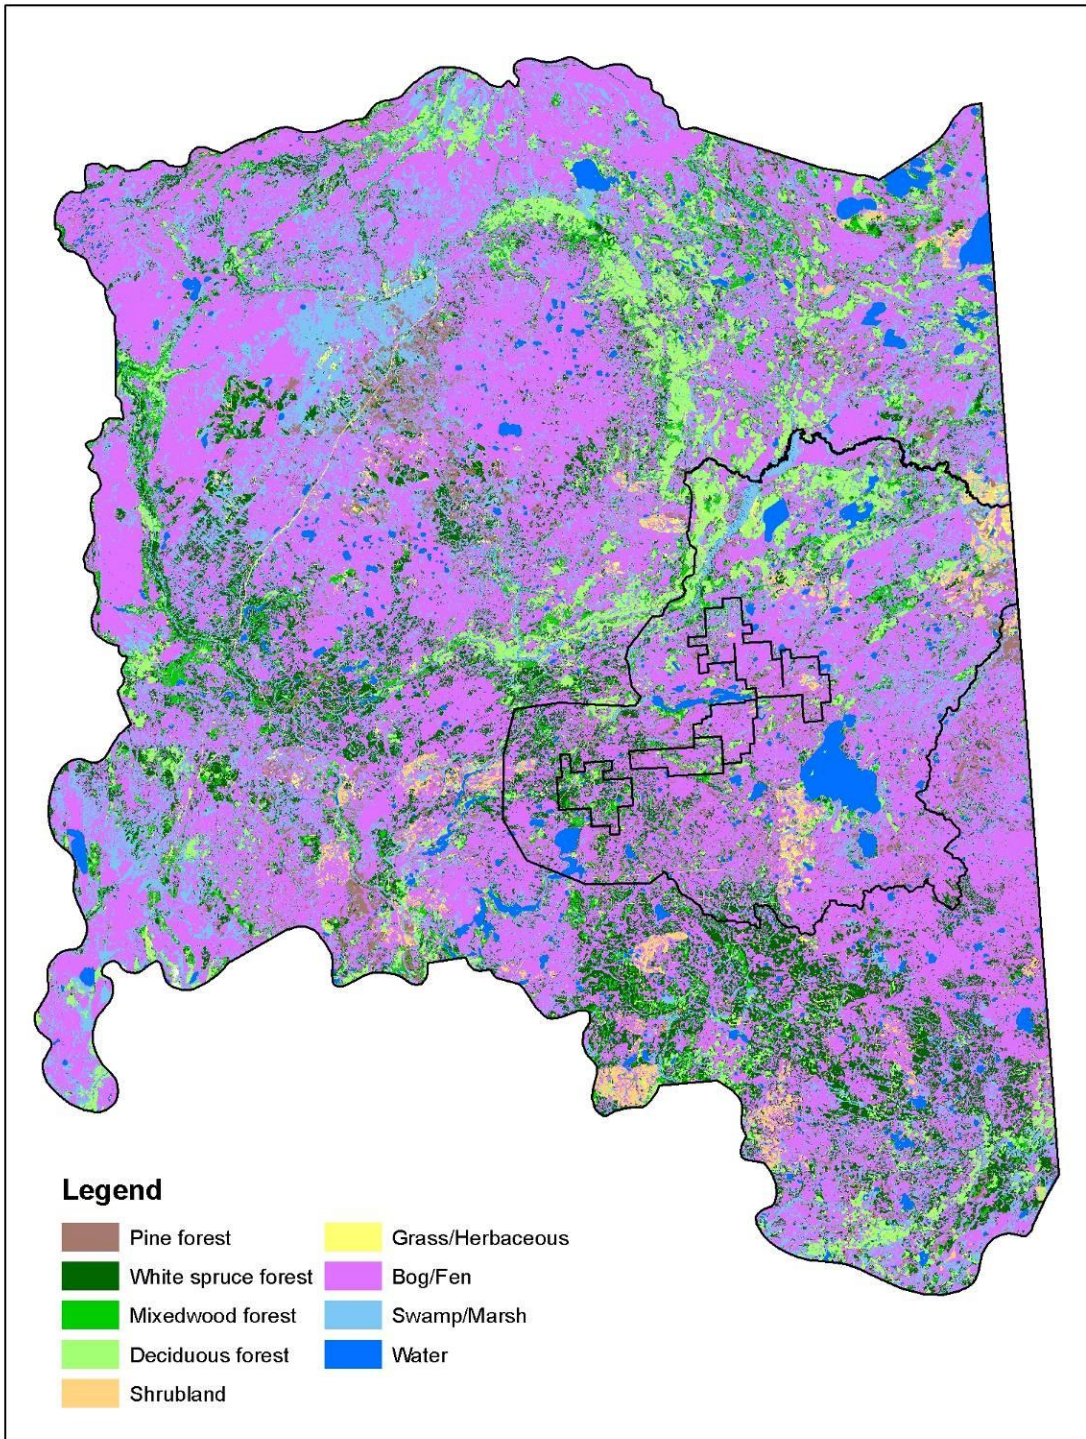 Legend
Pine forest
White spruce forest
Mixedwood forest
Deciduous forest
Shrubland
Grass/Herbaceous
Bog/Fen
Swamp/Marsh
Water